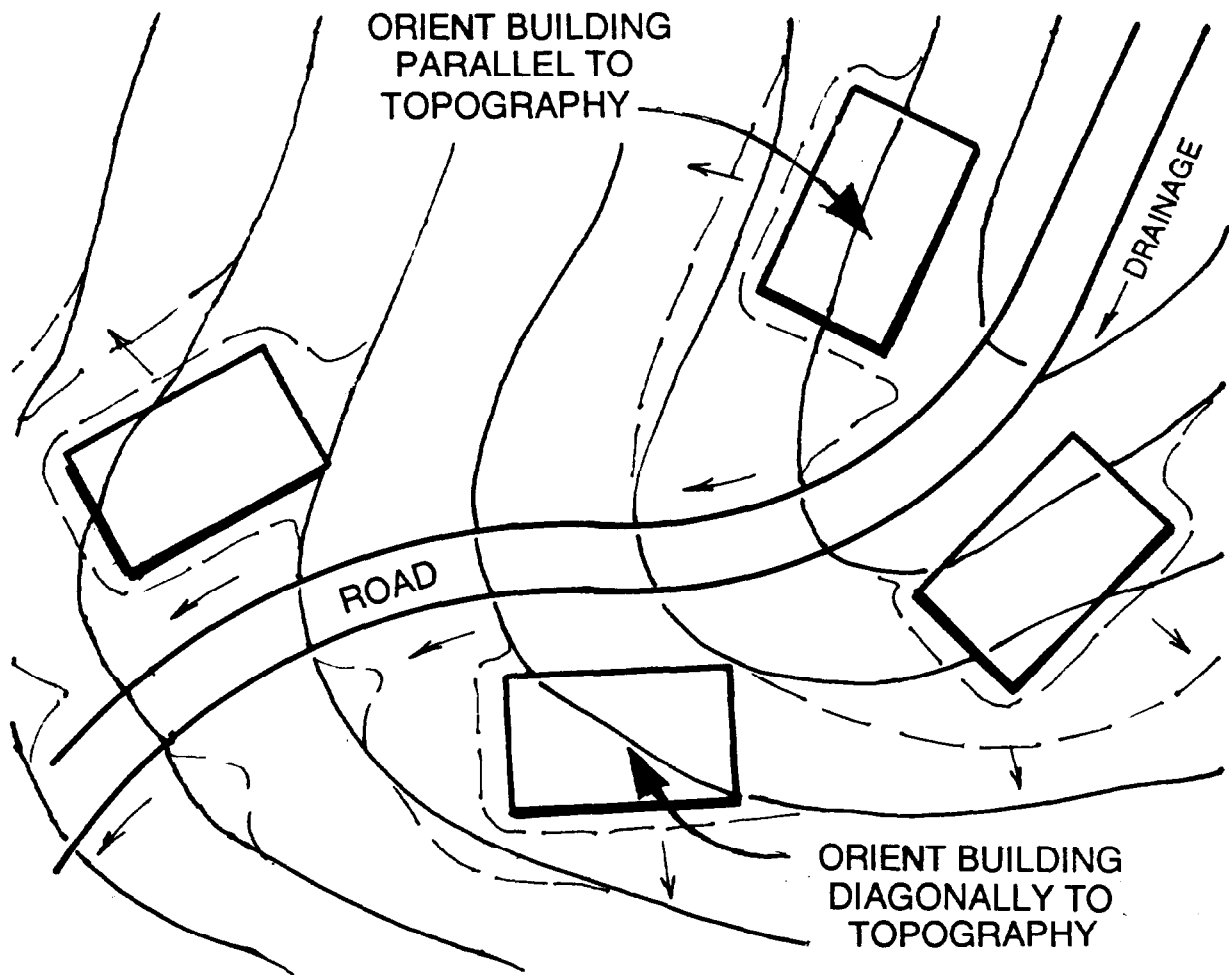 ORIENT BUILDING
PARALLEL TO
TOPOGRAPHY
DRAINAGE
ROAD
ORIENT BUILDING
DIAGONALLY TO
TOPOGRAPHY